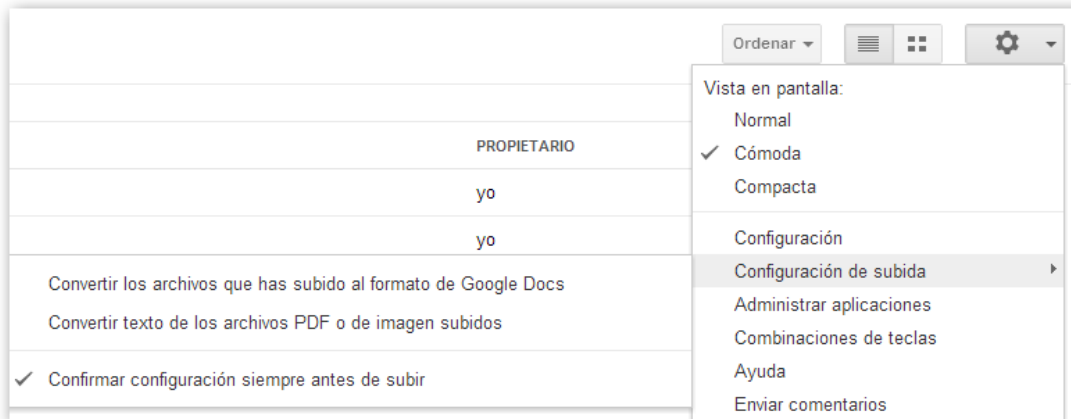 Ordenar
Vista en pantalla:
Normal
Cómoda
Compacta
PROPIETARIO
yo
yo
Configuración
Configuración de subida
Administrar aplicaciones
Combinaciones de teclas
Ayuda
Enviar comentarios
Convertir los archivos que has subido al formato de Google Docs
Convertir texto de los archivos PDF o de imagen subidos
Confirmar configuración siempre antes de subir